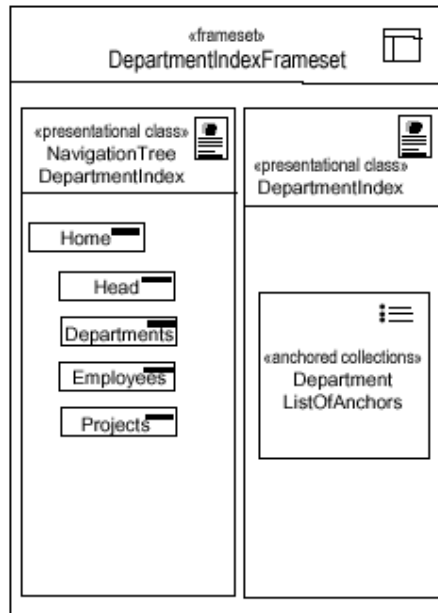 «frameset»
DepartmentIndexFrameset
«presentational class»
NavigationTree
DepartmentIndex
Home
Head
Departments
Employees
Projects
«presentational class»
DepartmentIndex
«anchored collections»
Department
ListOfAnchors